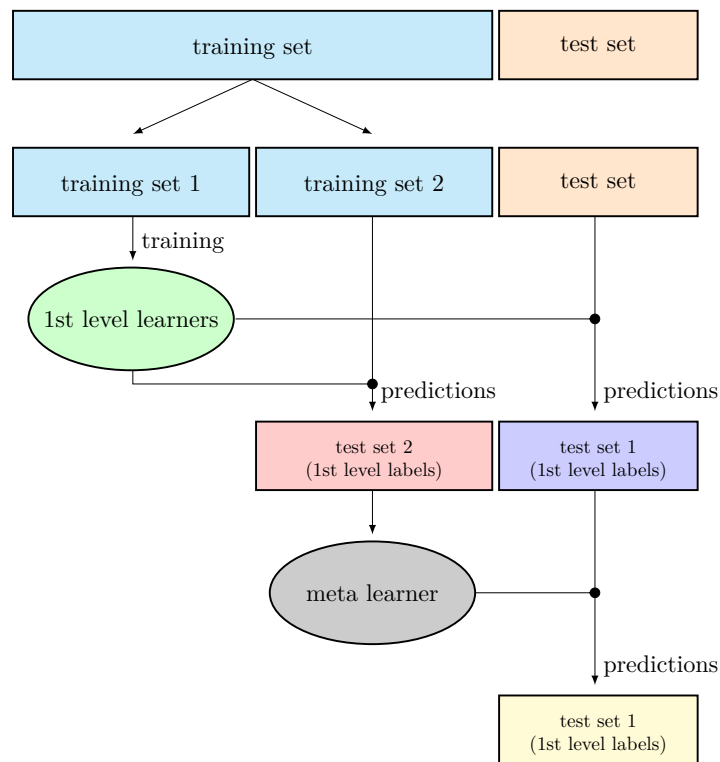 training set
test set
training set 1
training set 2
test set
training
1st level learners
predictions
predictions
test set 2
(1st level labels)
test set 1
(1st level labels)
meta learner
predictions
test set 1
(1st level labels)